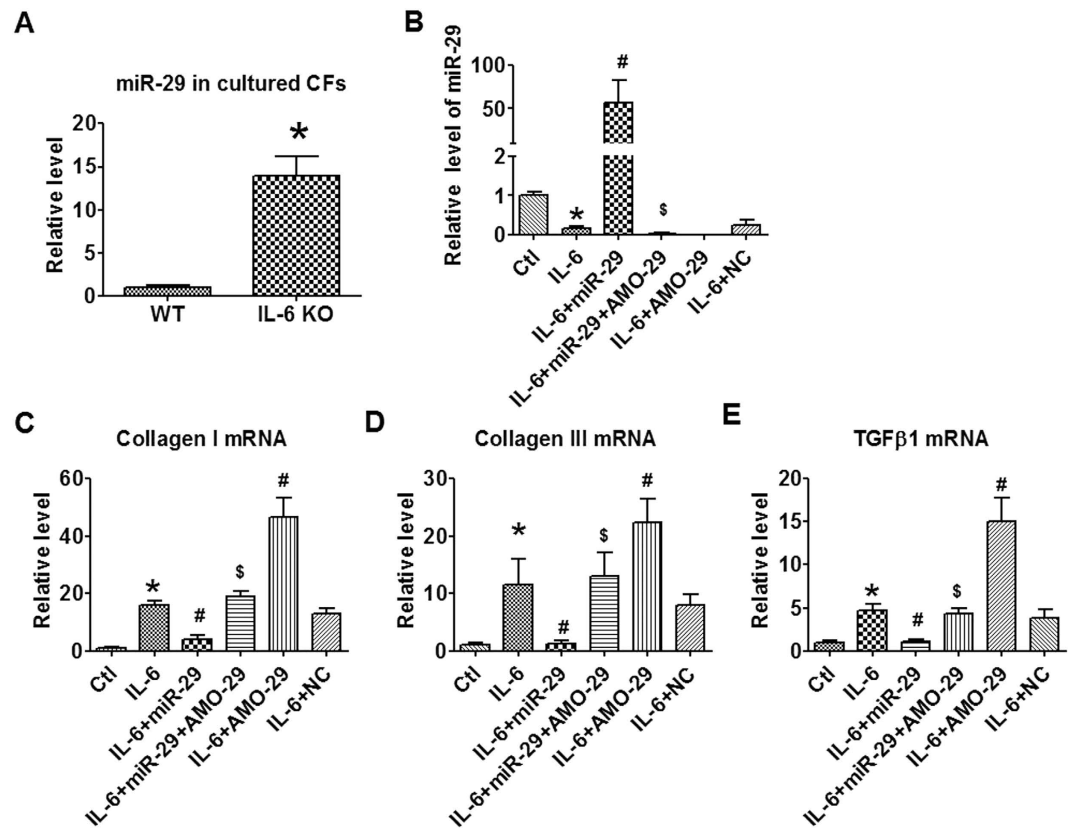 A
miR-29 in cultured CFs
Relative level
20
15
10
5
0
*
WT
IL-6 KO
B
Relative level of miR-29
100
50
2
1
0
*
#
$
Ctl
IL-6
IL-6+miR-29
IL-6+miR-29+AMO-29
IL-6+AMO-29
IL-6+NC
C
Collagen I mRNA
Relative level
60
40
20
0
*
#
$
#
Ctl
IL-6
IL-6+miR-29
IL-6+miR-29+AMO-29
IL-6+AMO-29
IL-6+NC
D
Collagen III mRNA
Relative level
30
20
10
0
*
#
$
#
Ctl
IL-6
IL-6+miR-29
IL-6+miR-29+AMO-29
IL-6+AMO-29
IL-6+NC
E
TGFβ1 mRNA
Relative level
20
15
10
5
0
*
#
$
#
Ctl
IL-6
IL-6+miR-29
IL-6+miR-29+AMO-29
IL-6+AMO-29
IL-6+NC